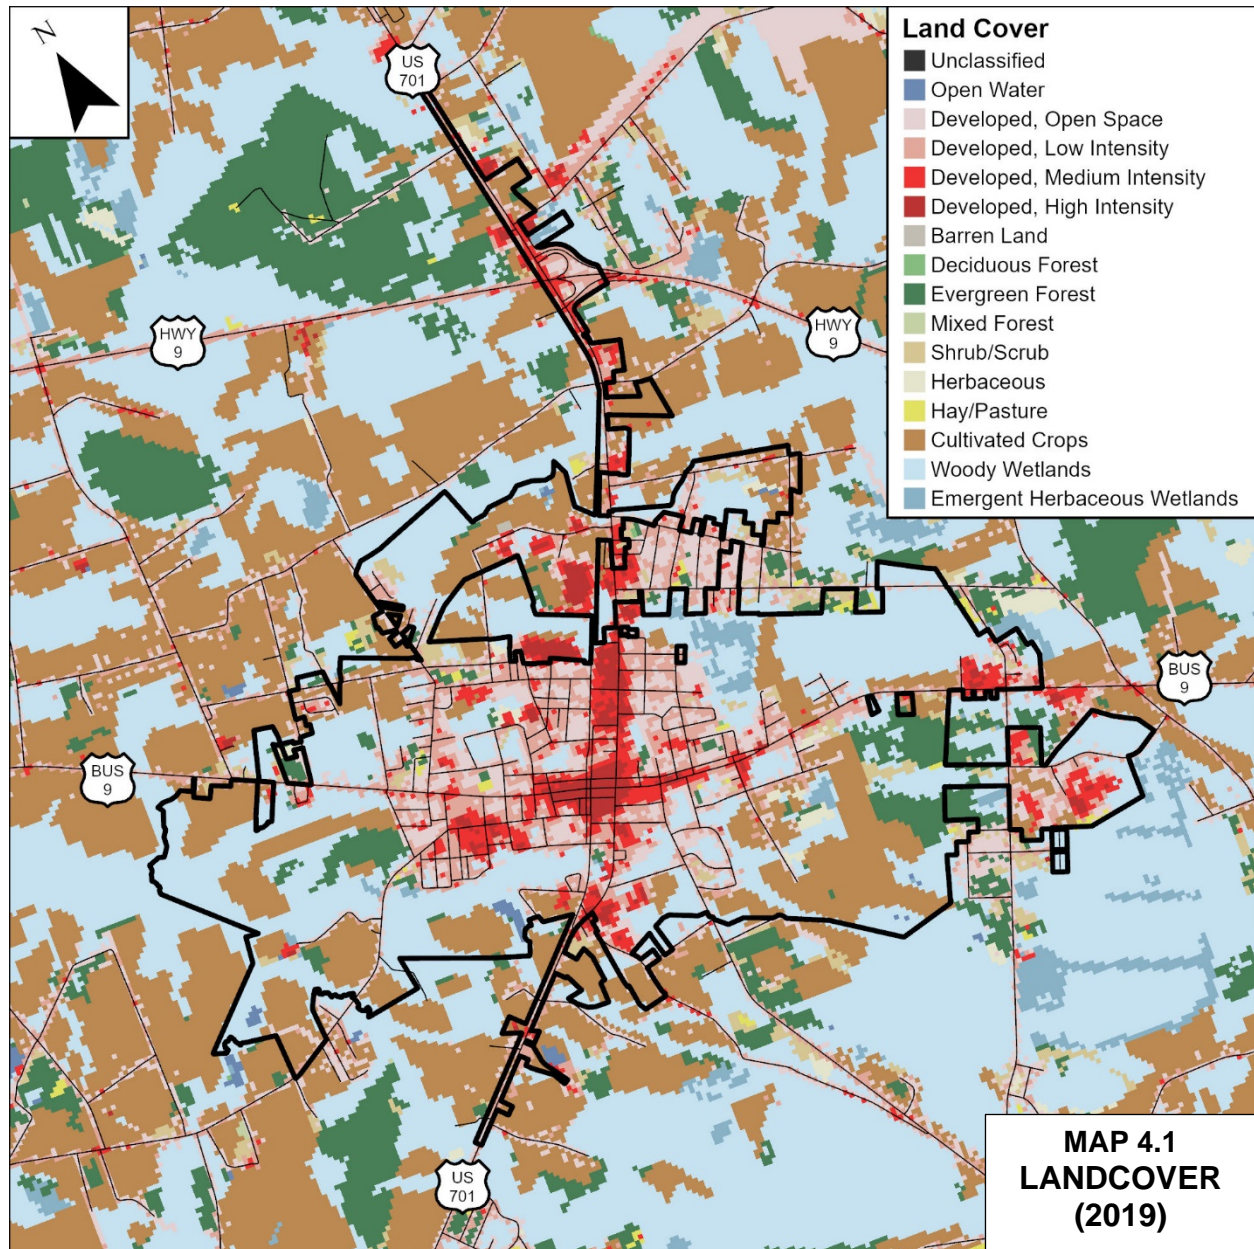 N
US
701
Land Cover
Unclassified
Open Water
Developed, Open Space
Developed, Low Intensity
Developed, Medium Intensity
Developed, High Intensity
Barren Land
Deciduous Forest
Evergreen Forest
Mixed Forest
Shrub/Scrub
Herbaceous
Hay/Pasture
Cultivated Crops
Woody Wetlands
Emergent Herbaceous Wetlands
HWY
9
HWY
9
BUS
9
BUS
9
US
701
MAP 4.1
LANDCOVER
(2019)